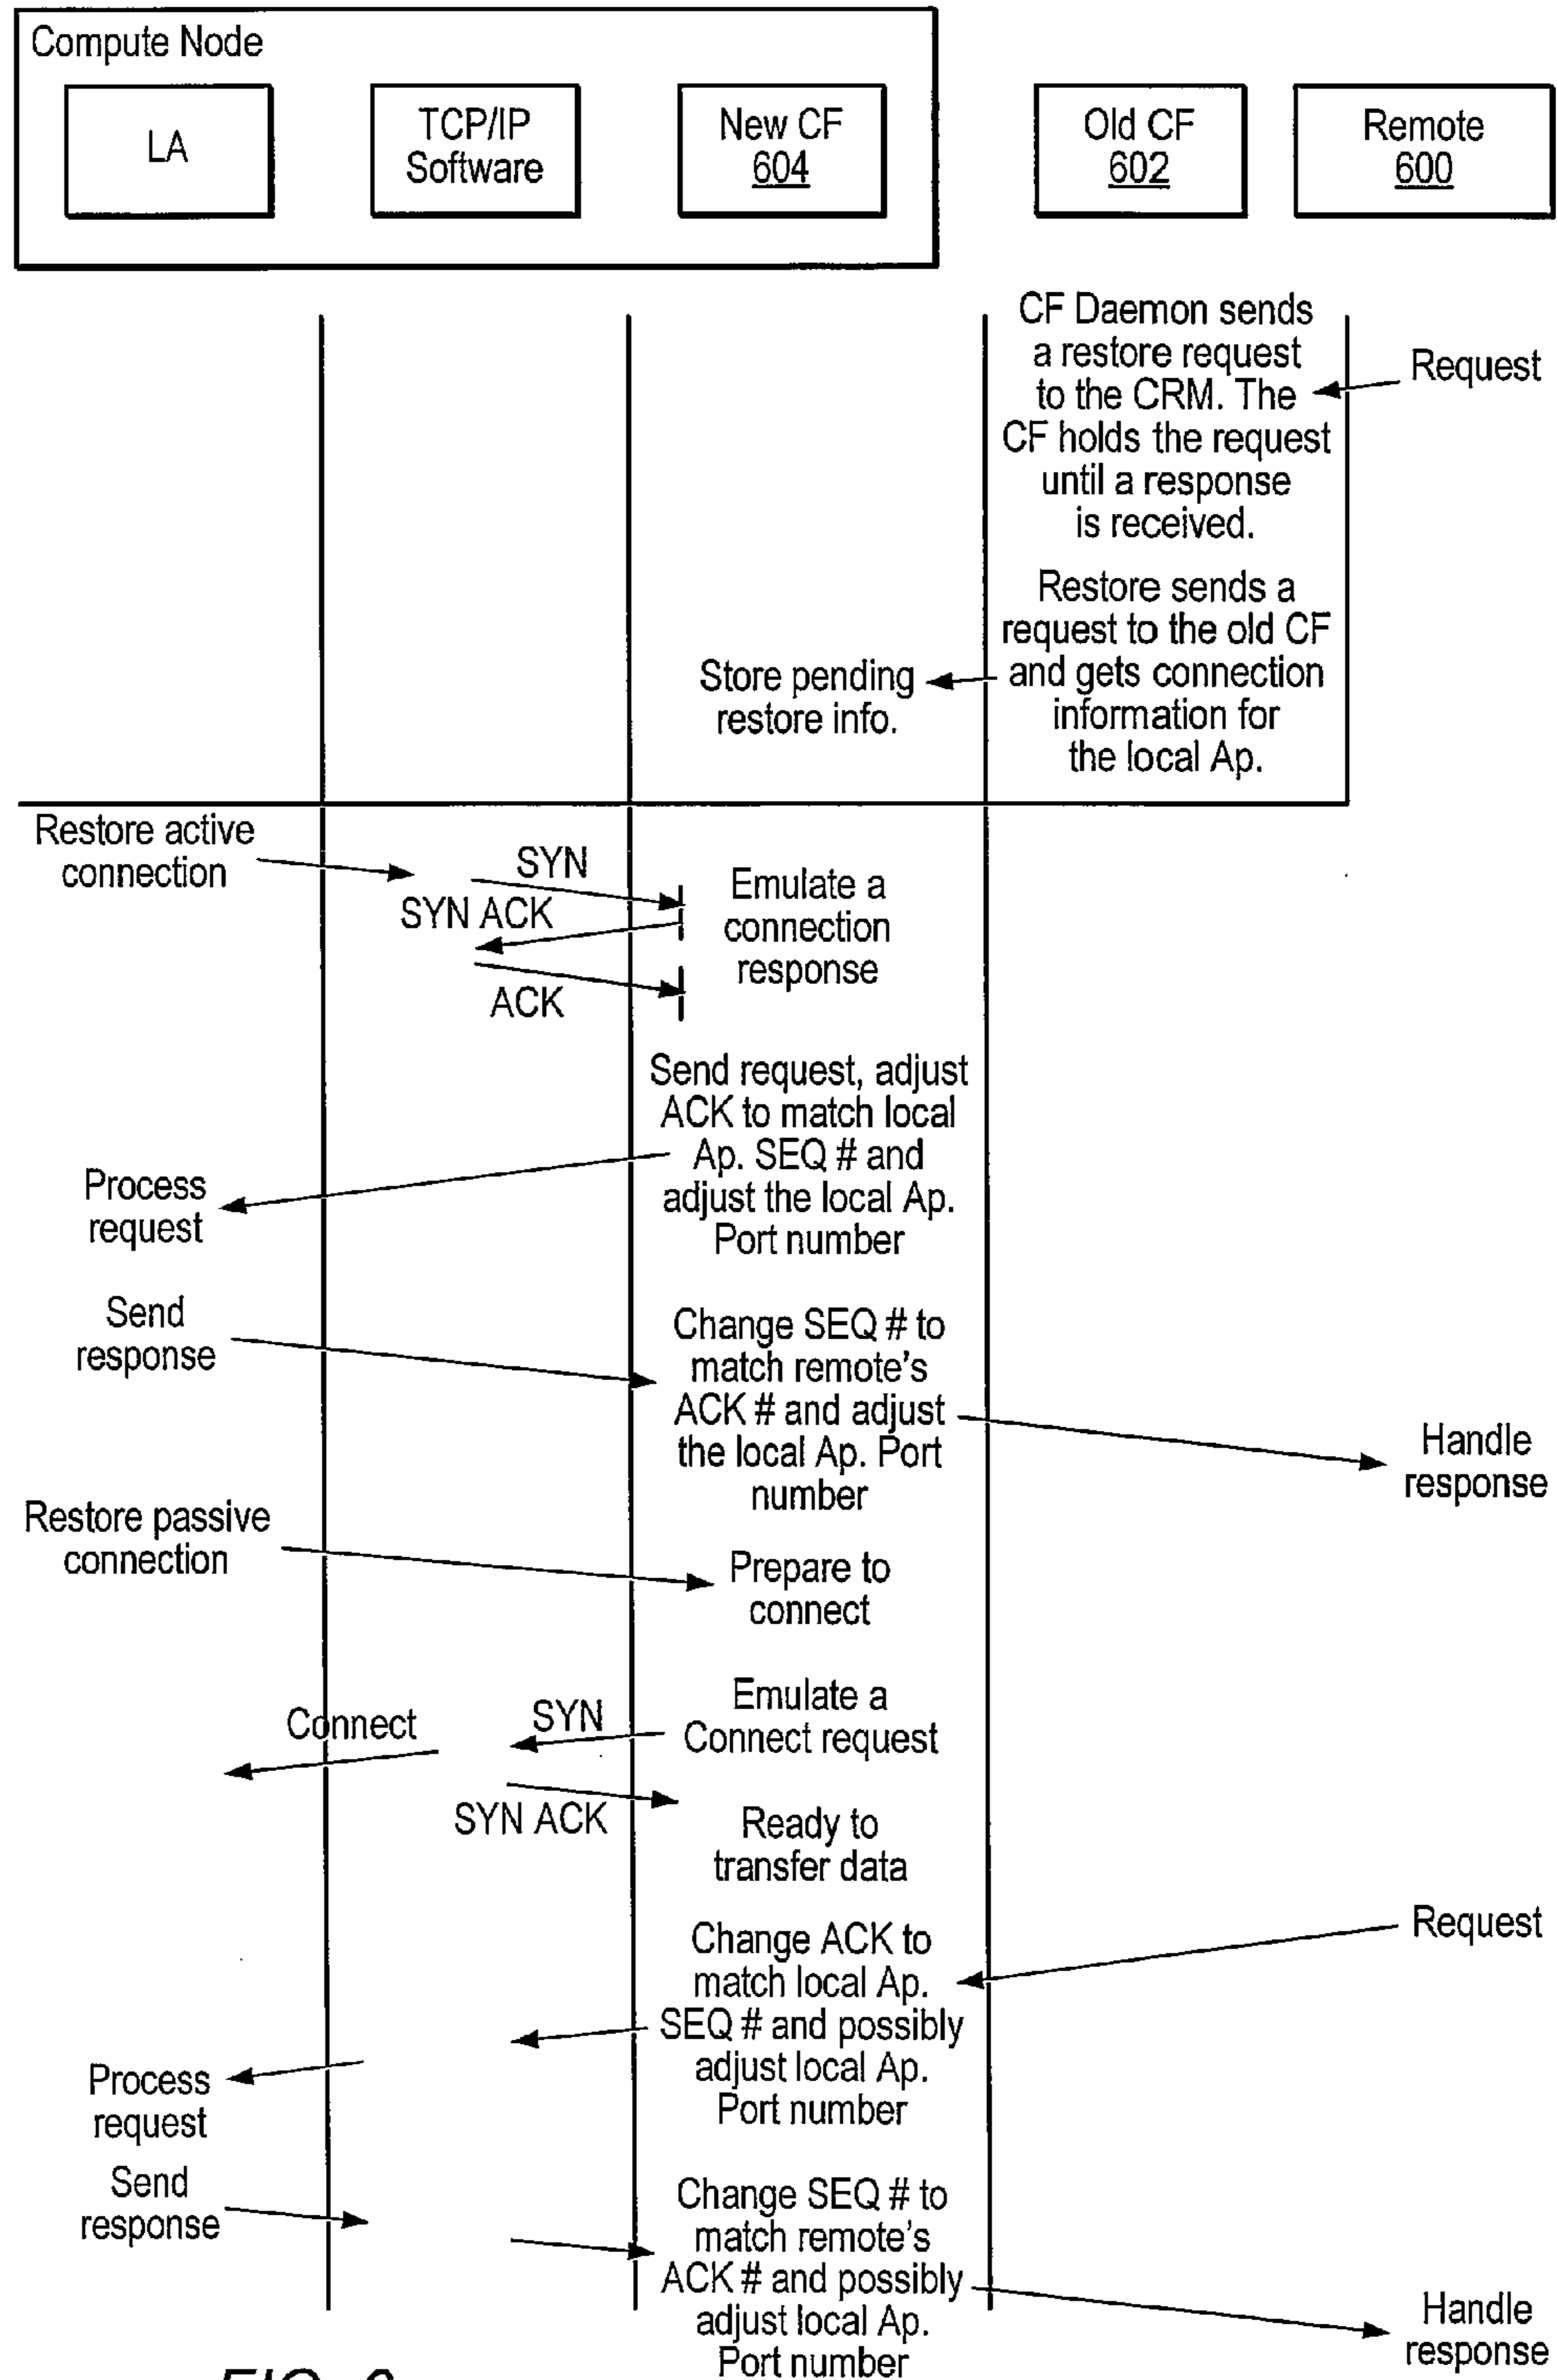 Compute Node
LA
TCP/IP
Software
New CF
604
Old CF
602
Remote
600
CF Daemon sends
a restore request
to the CRM. The
CF holds the request
until a response
is received.
Request
Restore sends a
request to the old CF
and gets connection
information for
the local Ap.
Store pending
restore info.
Restore active
connection
SYN
SYN ACK
ACK
Emulate a
connection
response
Send request, adjust
ACK to match local
Ap. SEQ # and
adjust the local Ap.
Port number
Process
request
Send
response
Change SEQ # to
match remote's
ACK # and adjust
the local Ap. Port
number
Handle
response
Restore passive
connection
Prepare to
connect
Emulate a
Connect request
SYN
Connect
SYN ACK
Ready to
transfer data
Request
Change ACK to
match local Ap.
SEQ # and possibly
adjust local Ap.
Port number
Process
request
Send
response
Change SEQ # to
match remote's
ACK # and possibly
adjust local Ap.
Port number
Handle
response